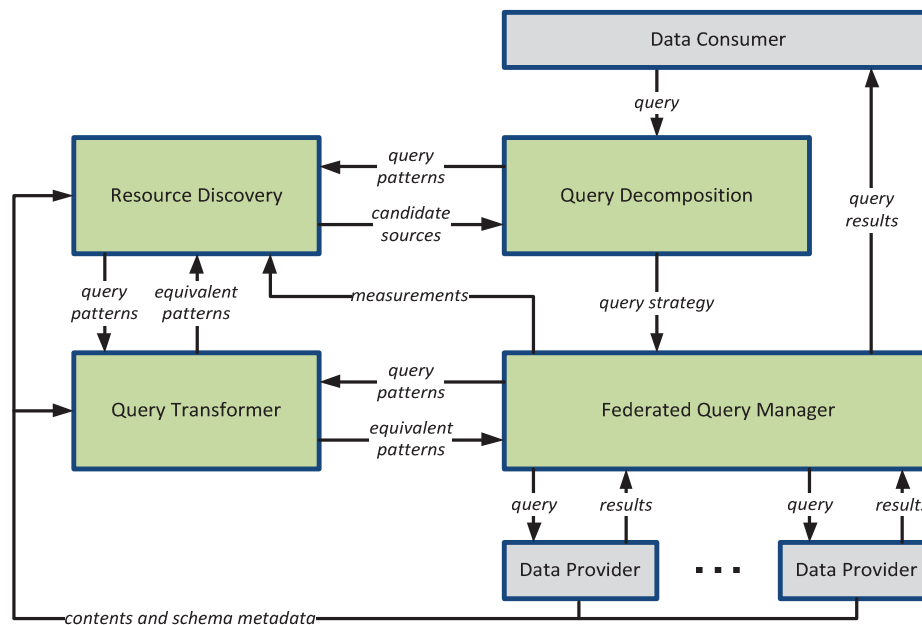 Data Consumer
query
query
patterns
Resource Discovery
Query Decomposition
candidate
sources
query
results
query
patterns
equivalent
patterns
measurements
query strategy
query
patterns
Query Transformer
Federated Query Manager
equivalent
patterns
query
results
query
results
Data Provider
...
Data Provider
contents and schema metadata